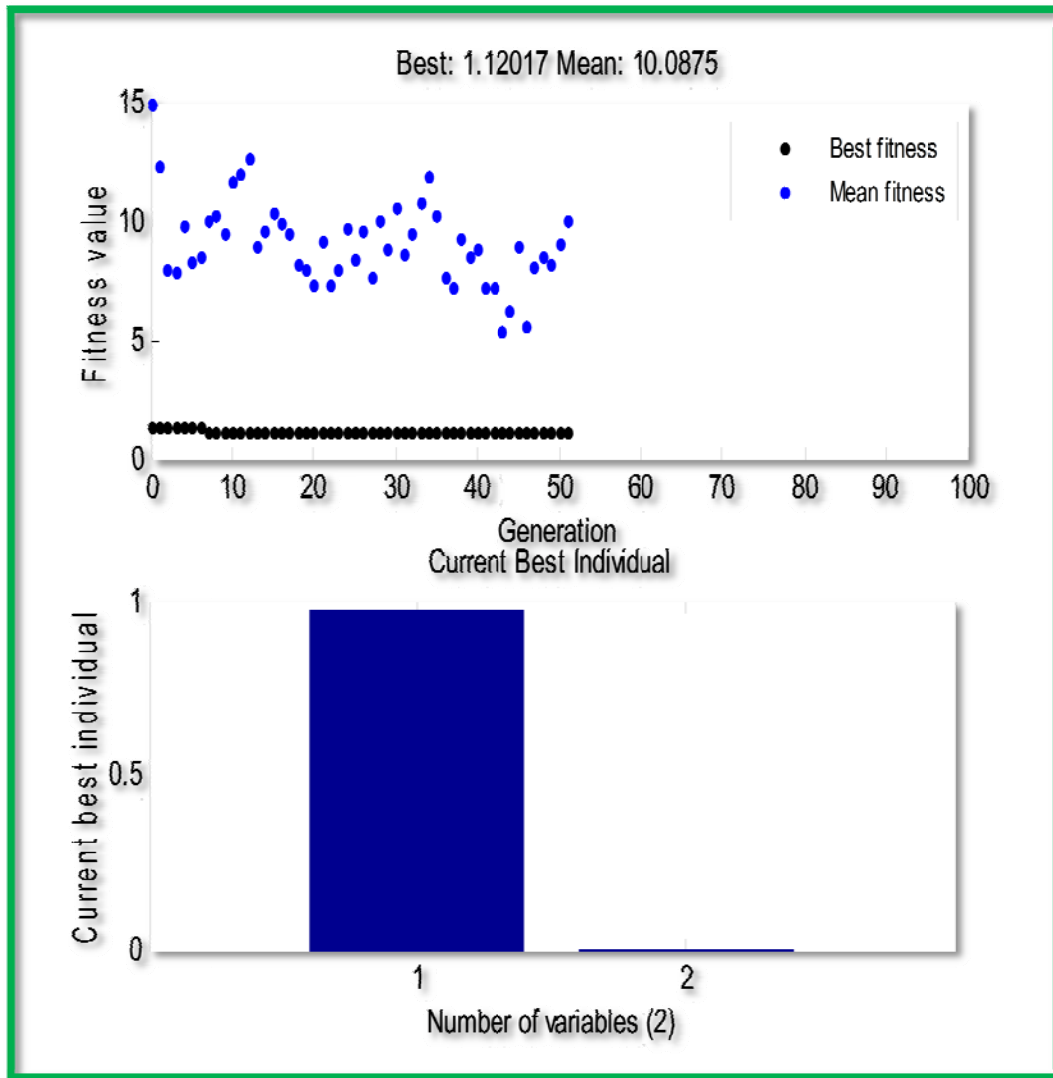 Best: 1.12017 Mean: 10.0875
15
10
5
0
Fitness value
Best fitness
Mean fitness
0 10 20 30 40 50 60 70 80 90 100
Generation
Current Best Individual
1
0.5
0
Current best individual
1 2
Number of variables (2)